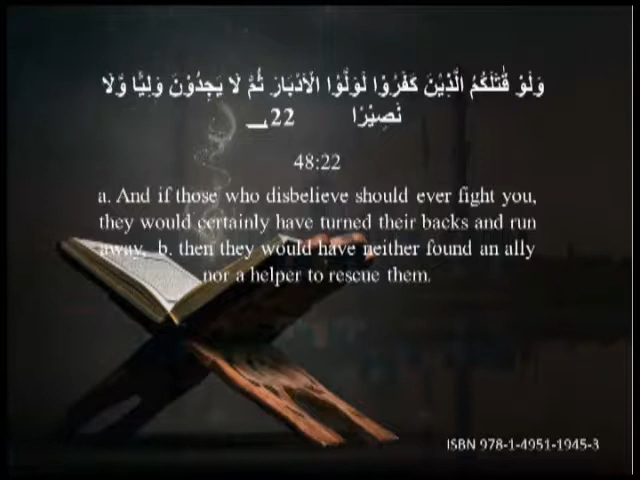 وَلَوْ قٰتَلَكُمُ الَّذِيْنَ كَفَرُوْا لَوَلَّوُا الْاَدْبَارَ ثُمَّ لَا يَجِدُوْنَ وَلِيًّا وَّلَا
نَصِيْرًا 22؀
48:22
a. And if those who disbelieve should ever fight you,
they would certainly have turned their backs and run
away, b. then they would have neither found an ally
nor a helper to rescue them.
ISBN 978-1-4951-1945-3